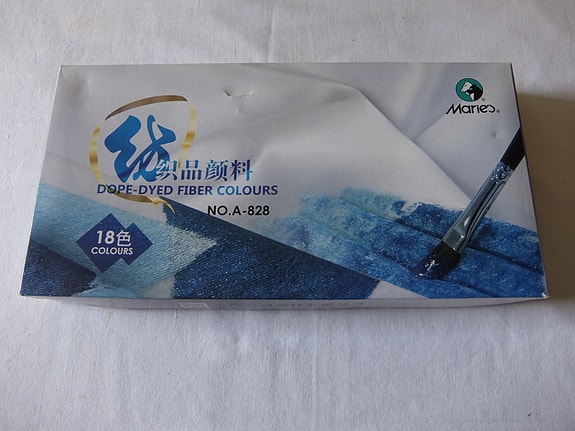 Marie's®
纺织品颜料
DOPE-DYED FIBER COLOURS
NO.A-828
18色
COLOURS